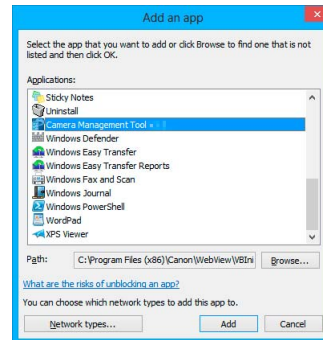 Add an app
Select the app that you want to add or click Browse to find one that is not
listed and then click OK.
Applications:
Sticky Notes
Uninstall
Camera Management Tool
Windows Defender
Windows Easy Transfer
Windows Easy Transfer Reports
Windows Fax and Scan
Windows Journal
Windows PowerShell
WordPad
XPS Viewer
Path: C:\Program Files (x86)\Canon\WebView\VBIni Browse...
What are the risks of unblocking an app?
You can choose which network types to add this app to.
Network types... Add Cancel